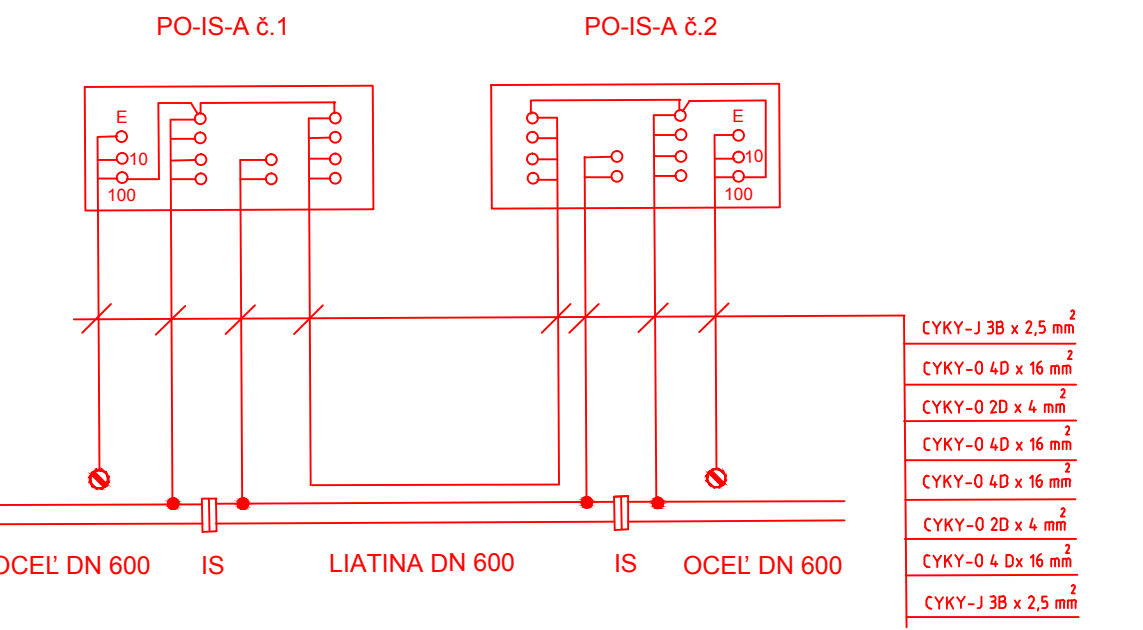 PO-IS-A č.1
PO-IS-A č.2
E
10
100
E
10
100
CYKY-J 3B x 2,5 mm²
CYKY-O 4D x 16 mm²
CYKY-O 2D x 4 mm²
CYKY-O 4D x 16 mm²
CYKY-O 4D x 16 mm²
CYKY-O 2D x 4 mm²
CYKY-O 4 Dx 16 mm²
CYKY-J 3B x 2,5 mm²
OCEĽ DN 600
IS
LIATINA DN 600
IS
OCEĽ DN 600